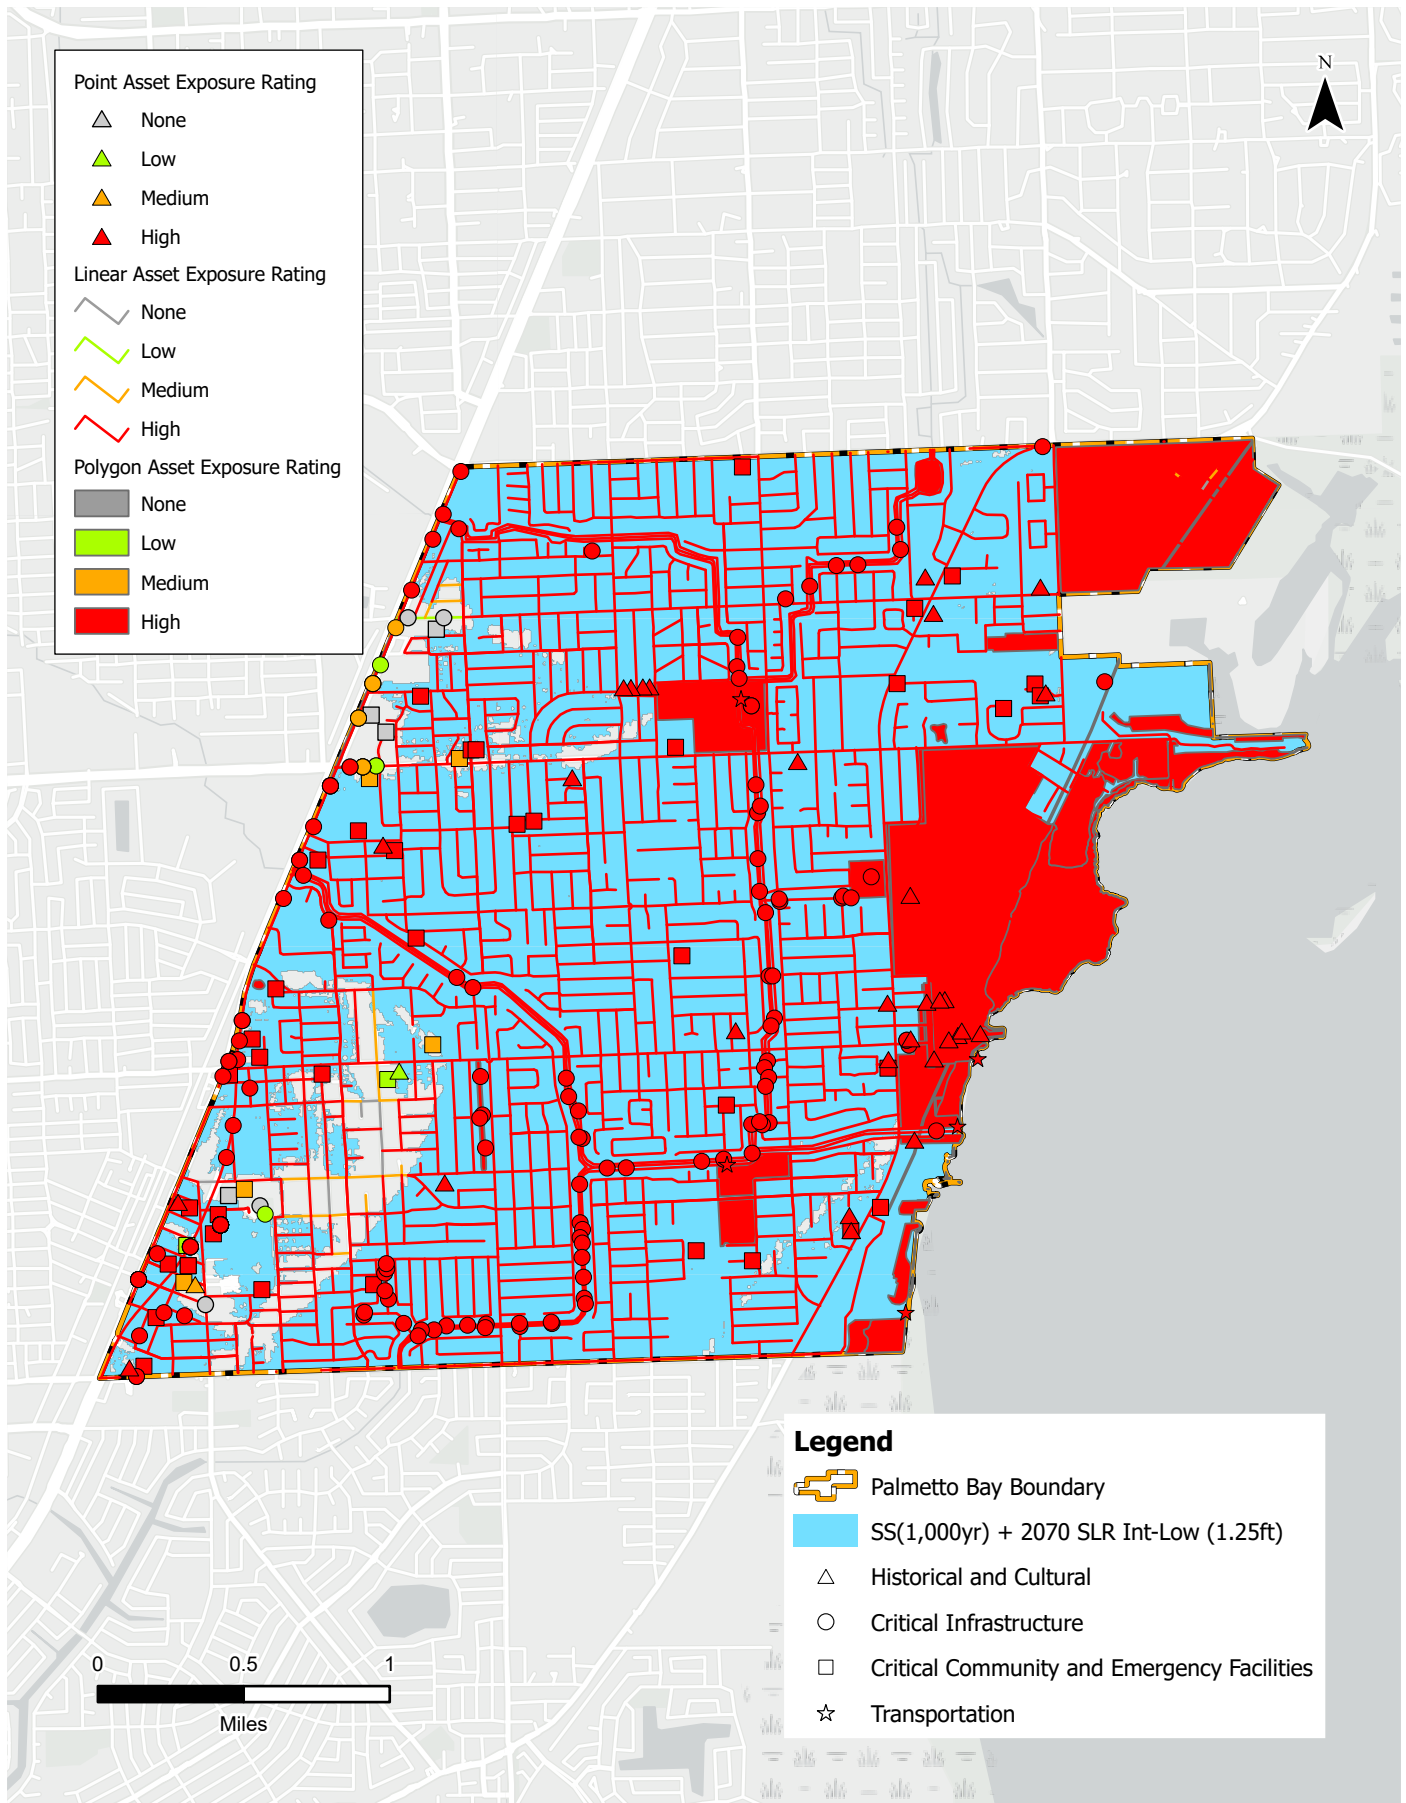 Point Asset Exposure Rating
None
Low
Medium
High
Linear Asset Exposure Rating
None
Low
Medium
High
Polygon Asset Exposure Rating
None
Low
Medium
High
N
Legend
Palmetto Bay Boundary
SS(1,000yr) + 2070 SLR Int-Low (1.25ft)
Historical and Cultural
Critical Infrastructure
Critical Community and Emergency Facilities
Transportation
0 0.5 1
Miles